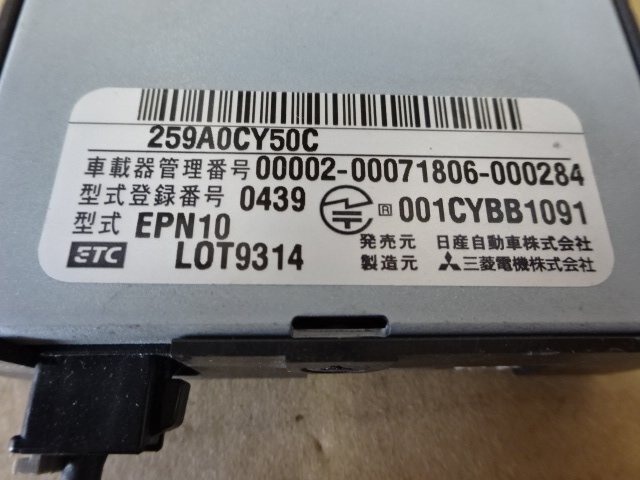 259A0CY50C
車載器管理番号 00002-00071806-000284
型式登録番号 0439 R 001CYBB1091
型式 EPN10 発売元 日産自動車株式会社
ETC LOT9314 製造元 三菱電機株式会社